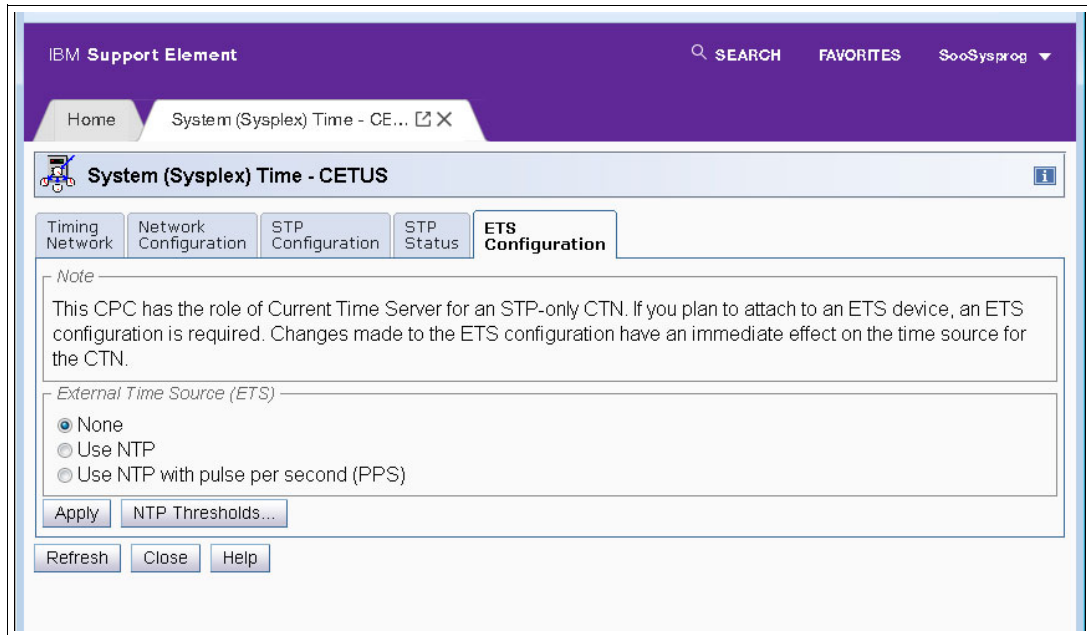 IBM Support Element
SEARCH FAVORITES SooSysprog
Home System (Sysplex) Time - CE...
System (Sysplex) Time - CETUS
i
Timing Network
Network Configuration
STP Configuration
STP Status
ETS Configuration
Note
This CPC has the role of Current Time Server for an STP-only CTN. If you plan to attach to an ETS device, an ETS
configuration is required. Changes made to the ETS configuration have an immediate effect on the time source for
the CTN.
External Time Source (ETS)
None
Use NTP
Use NTP with pulse per second (PPS)
Apply NTP Thresholds...
Refresh Close Help